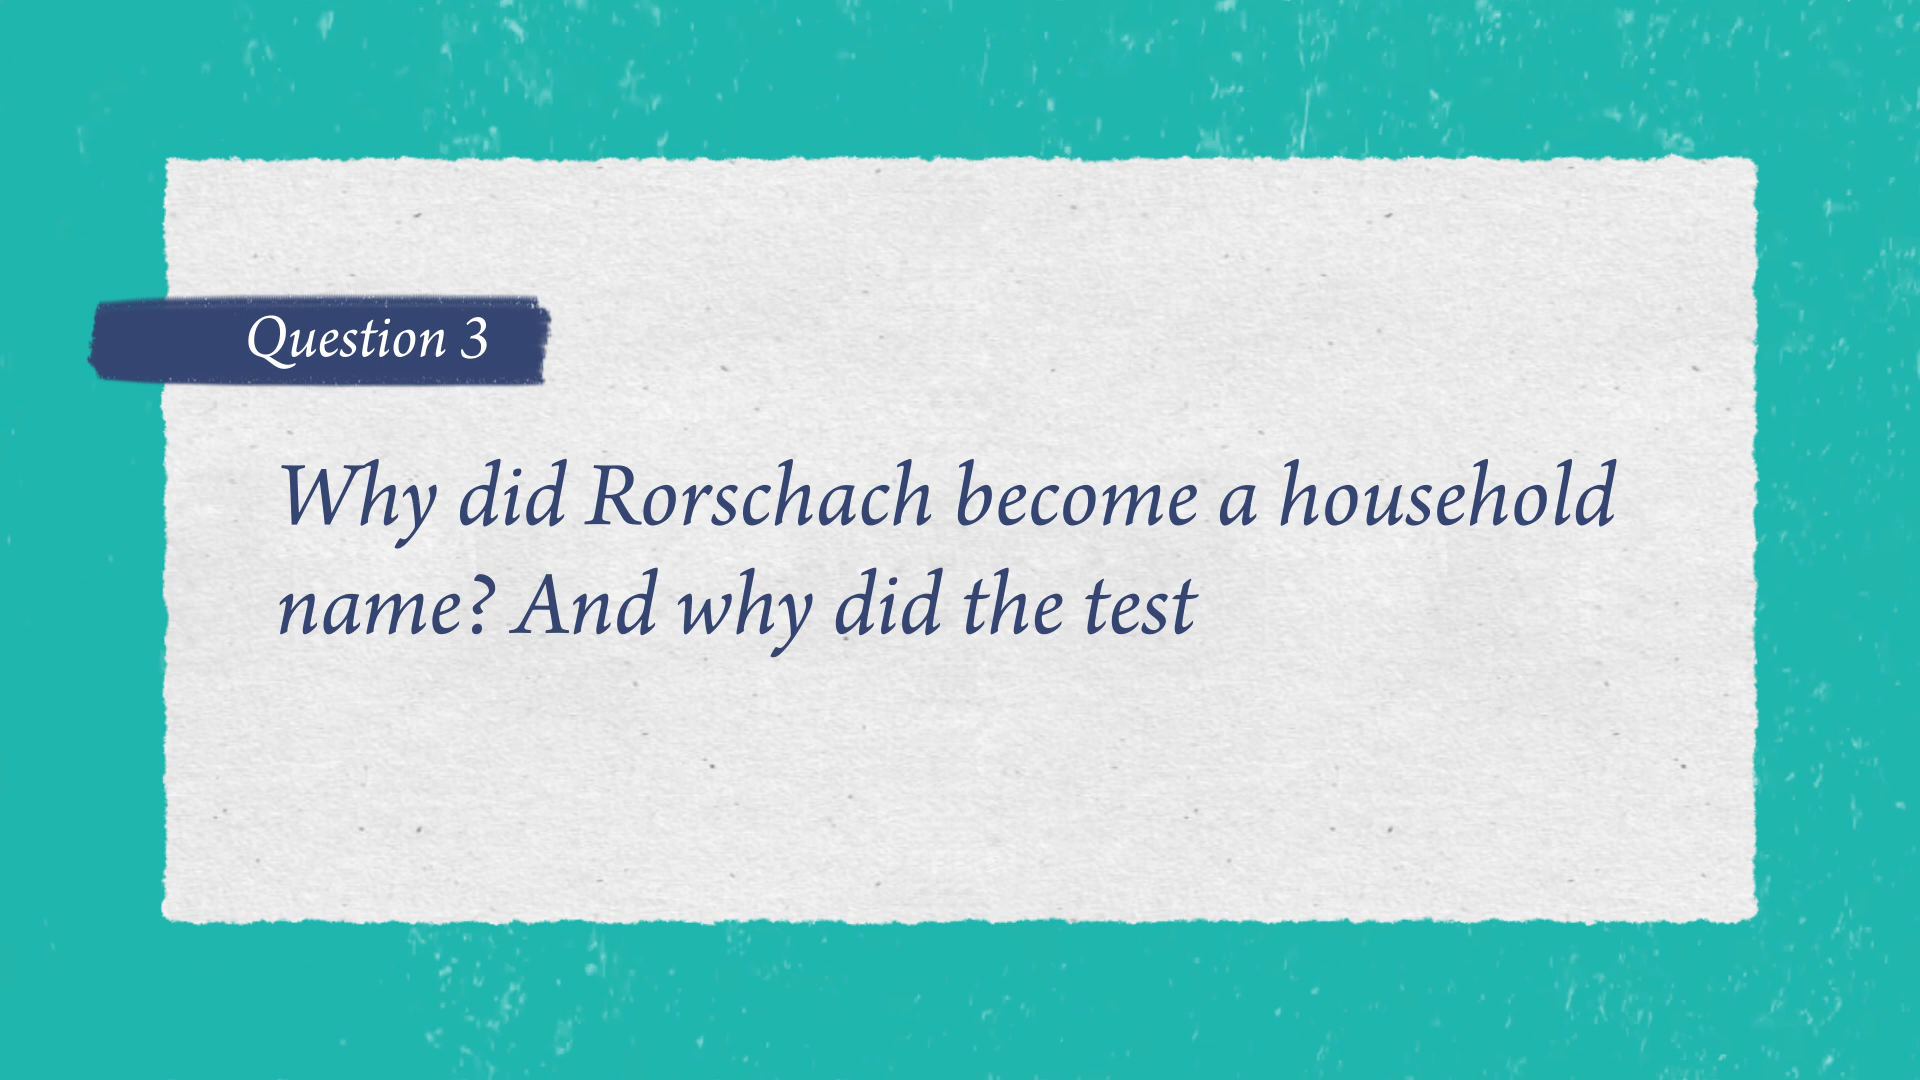 Question 3
Why did Rorschach become a household
name? And why did the test